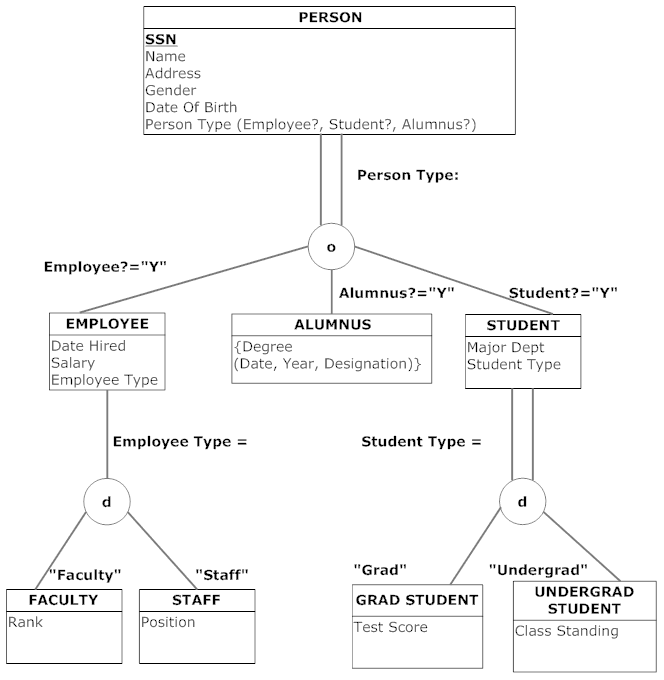 PERSON
SSN
Name
Address
Gender
Date Of Birth
Person Type (Employee?, Student?, Alumnus?)
Person Type:
o
Employee?="Y"
Alumnus?="Y"
Student?="Y"
EMPLOYEE
Date Hired
Salary
Employee Type
ALUMNUS
{Degree
(Date, Year, Designation)}
STUDENT
Major Dept
Student Type
Employee Type =
Student Type =
d
d
"Faculty"
"Staff"
"Grad"
"Undergrad"
FACULTY
Rank
STAFF
Position
GRAD STUDENT
Test Score
UNDERGRAD
STUDENT
Class Standing